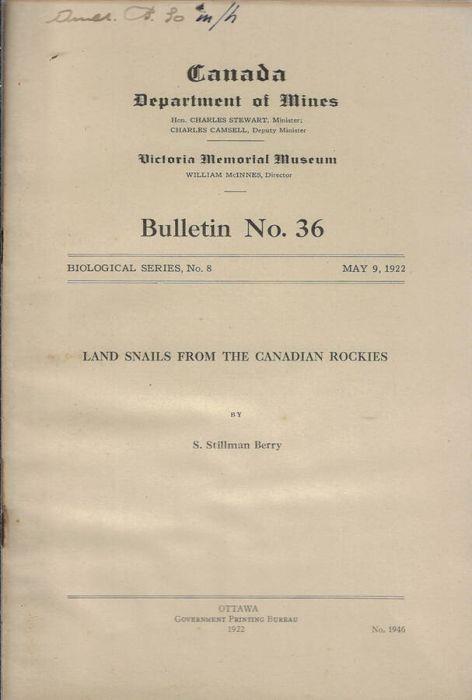 Canada
Department of Mines
Hon. CHARLES STEWART, Minister;
CHARLES CAMSELL, Deputy Minister
Victoria Memorial Museum
WILLIAM McINNES, Director
Bulletin No. 36
BIOLOGICAL SERIES, No. 8 MAY 9, 1922
LAND SNAILS FROM THE CANADIAN ROCKIES
BY
S. Stillman Berry
OTTAWA
Government Printing Bureau
1922 No. 1946